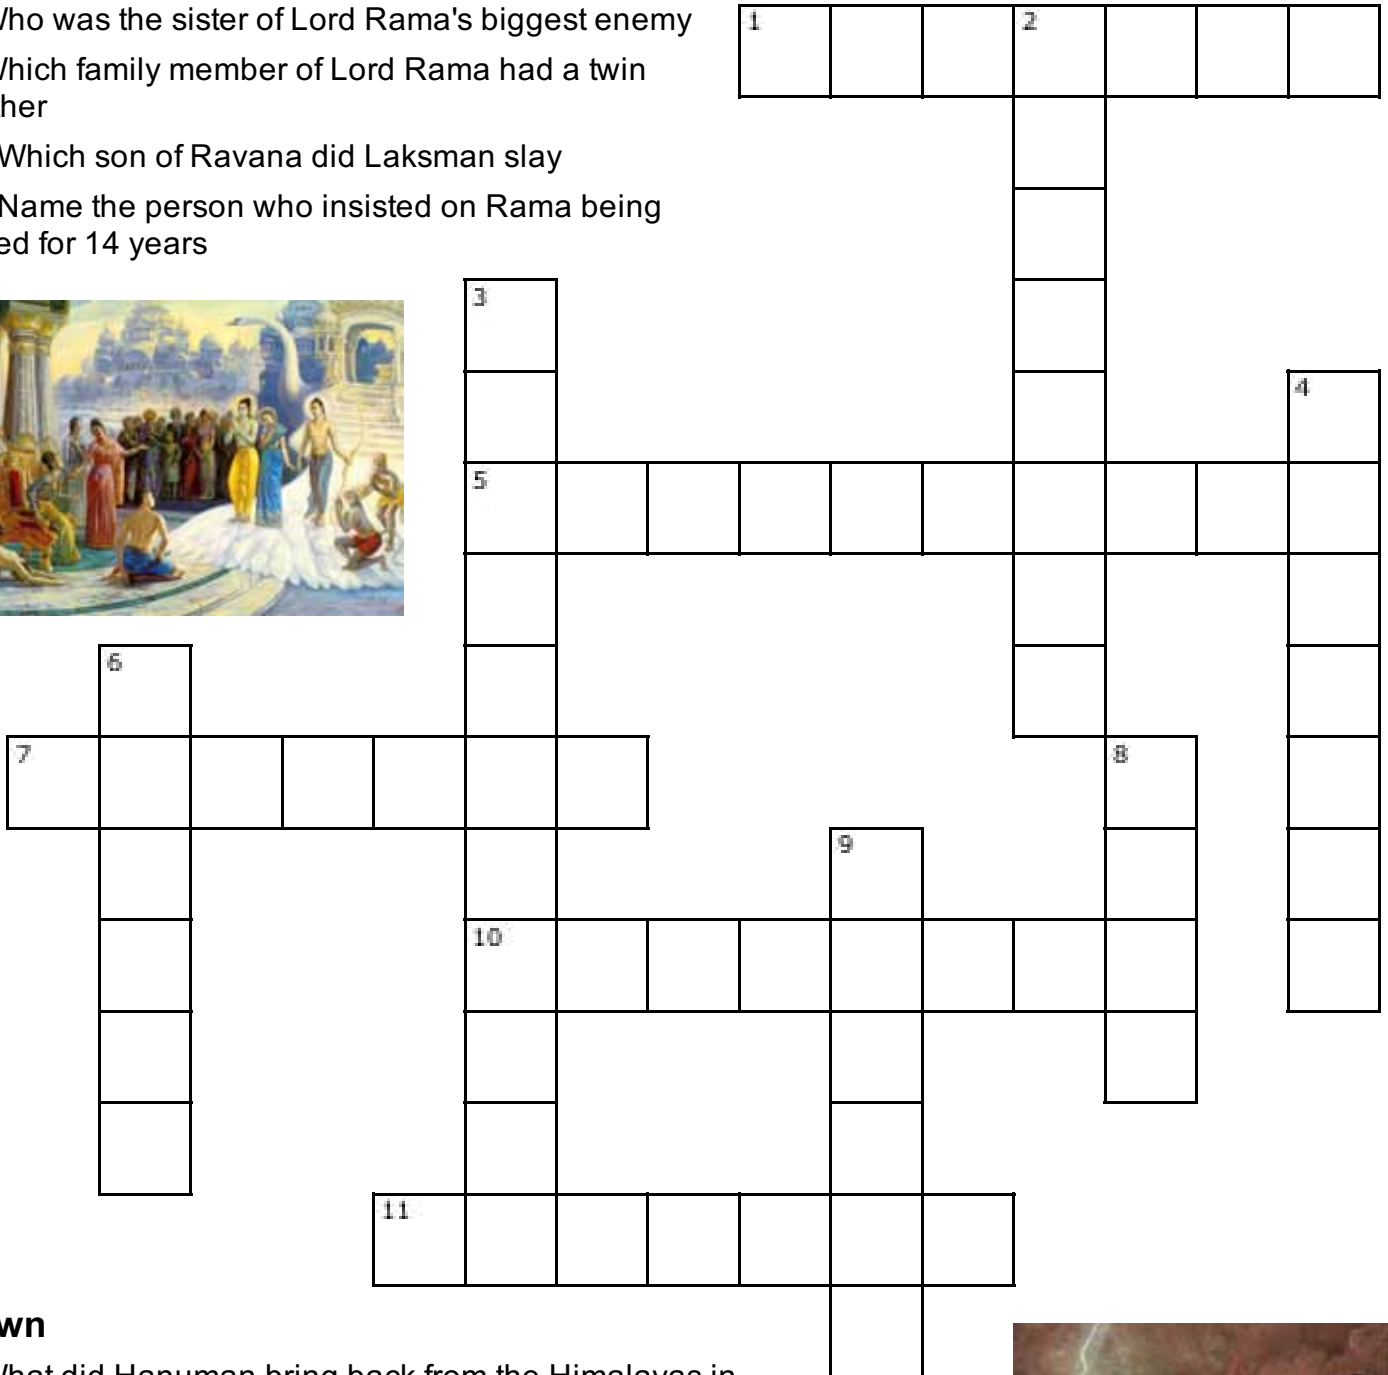 Who was the sister of Lord Rama's biggest enemy
Which family member of Lord Rama had a twin
ther
Which son of Ravana did Laksman slay
Name the person who insisted on Rama being
ed for 14 years
1 2
3
4
5
6
7
8
9
10
11
wn
What did Hanuman bring back from the Himalayas in